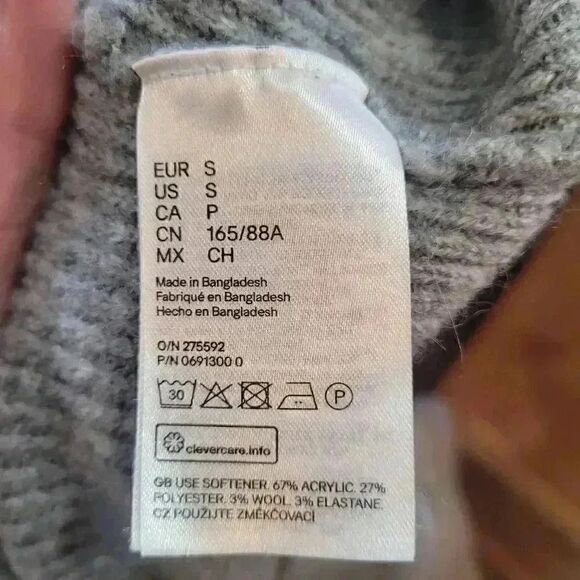 EUR S
US S
CA P
CN 165/88A
MX CH
Made in Bangladesh
Fabriqué en Bangladesh
Hecho en Bangladesh
O/N 275592
P/N 0691300 0
30
P
clevercare.info
GB USE SOFTENER. 67% ACRYLIC. 27%
POLYESTER. 3% WOOL. 3% ELASTANE.
CZ POUŽIJTE ZMĚKČOVACÍ